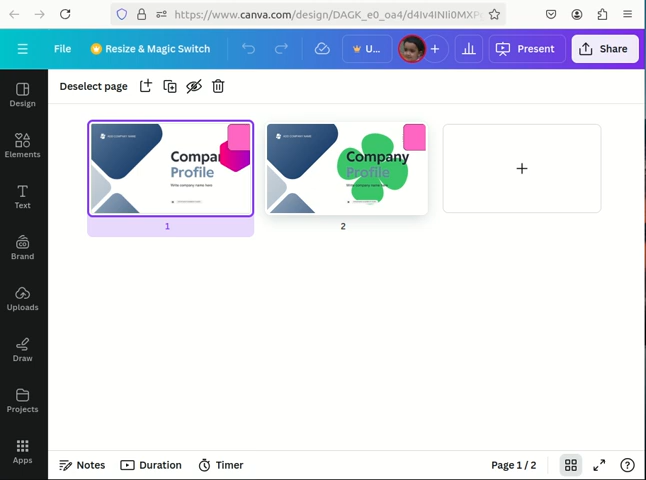 https://www.canva.com/design/DAGK_e0_oa4/d4Iv4INli0MXP
File
Resize & Magic Switch
U...
Present
Share
Design
Elements
Text
Brand
Uploads
Draw
Projects
Apps
Deselect page
Compan
Profile
Write company name here
1
Company
Profile
Write company name here
2
Notes
Duration
Timer
Page 1 / 2